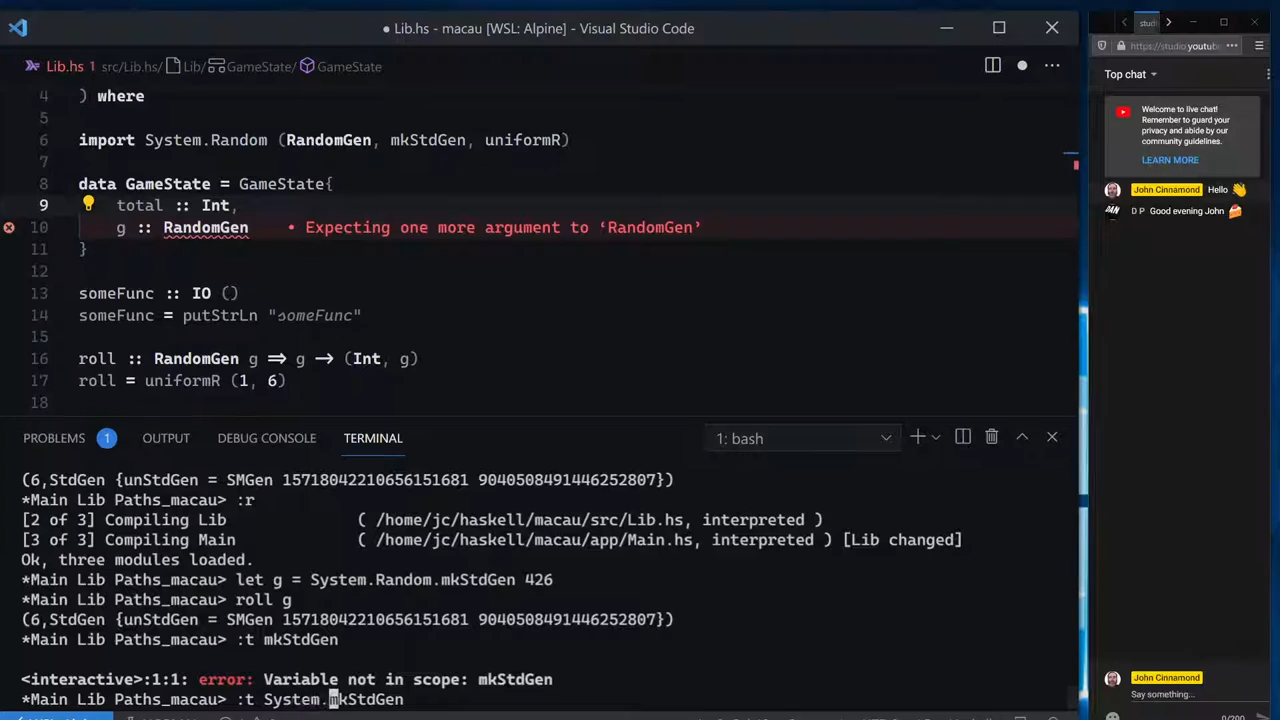 ● Lib.hs - macau [WSL: Alpine] - Visual Studio Code
Lib.hs 1 src/Lib.hs/ Lib/ GameState/ GameState
4 ) where
5
6 import System.Random (RandomGen, mkStdGen, uniformR)
7
8 data GameState = GameState{
9 total :: Int,
10 g :: RandomGen • Expecting one more argument to ‘RandomGen’
11 }
12
13 someFunc :: IO ()
14 someFunc = putStrLn "someFunc"
15
16 roll :: RandomGen g ⇒ g → (Int, g)
17 roll = uniformR (1, 6)
18
PROBLEMS 1 OUTPUT DEBUG CONSOLE TERMINAL 1: bash
(6,StdGen {unStdGen = SMGen 15718042210656151681 9040508491446252807})
*Main Lib Paths_macau> :r
[2 of 3] Compiling Lib ( /home/jc/haskell/macau/src/Lib.hs, interpreted )
[3 of 3] Compiling Main ( /home/jc/haskell/macau/app/Main.hs, interpreted ) [Lib changed]
Ok, three modules loaded.
*Main Lib Paths_macau> let g = System.Random.mkStdGen 426
*Main Lib Paths_macau> roll g
(6,StdGen {unStdGen = SMGen 15718042210656151681 9040508491446252807})
*Main Lib Paths_macau> :t mkStdGen
<interactive>:1:1: error: Variable not in scope: mkStdGen
*Main Lib Paths_macau> :t System.mkStdGen
stud
https://studio.youtub
Top chat
Welcome to live chat!
Remember to guard your
privacy and abide by our
community guidelines.
LEARN MORE
John Cinnamond Hello 👋
D P Good evening John 🍰
John Cinnamond
Say something...
0/200